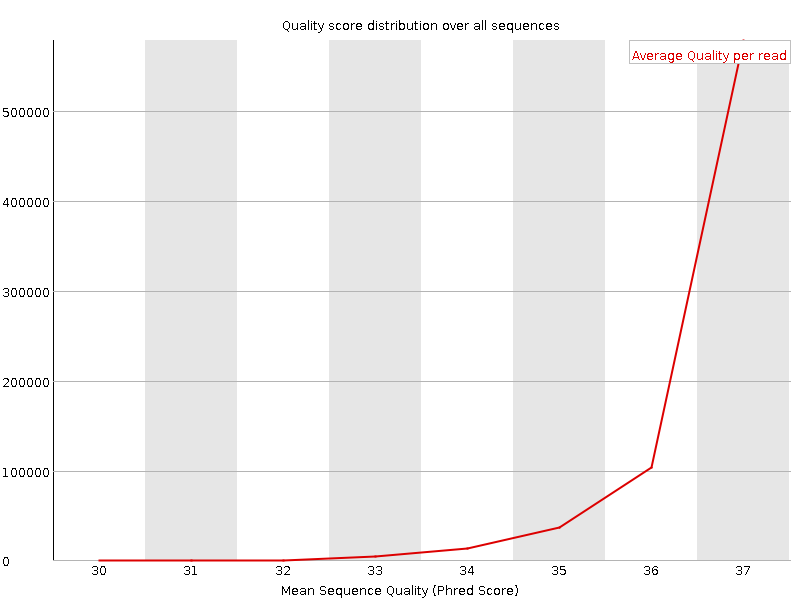 Quality score distribution over all sequences
Average Quality per read
500000
400000
300000
200000
100000
0
30 31 32 33 34 35 36 37
Mean Sequence Quality (Phred Score)